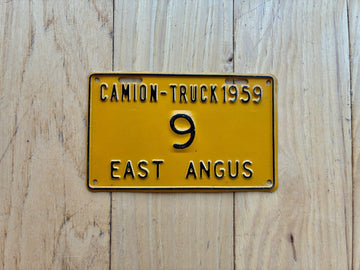 CAMION-TRUCK 1959
9
EAST ANGUS